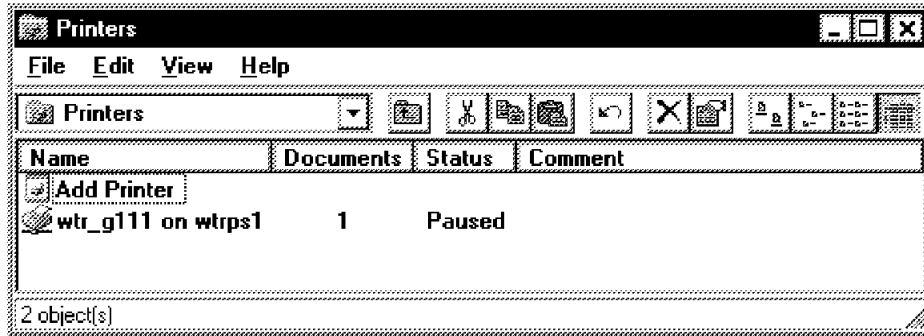 Printers
File Edit View Help
Printers
Name Documents Status Comment
Add Printer
wtr_g111 on wtrps1 1 Paused
2 object(s)